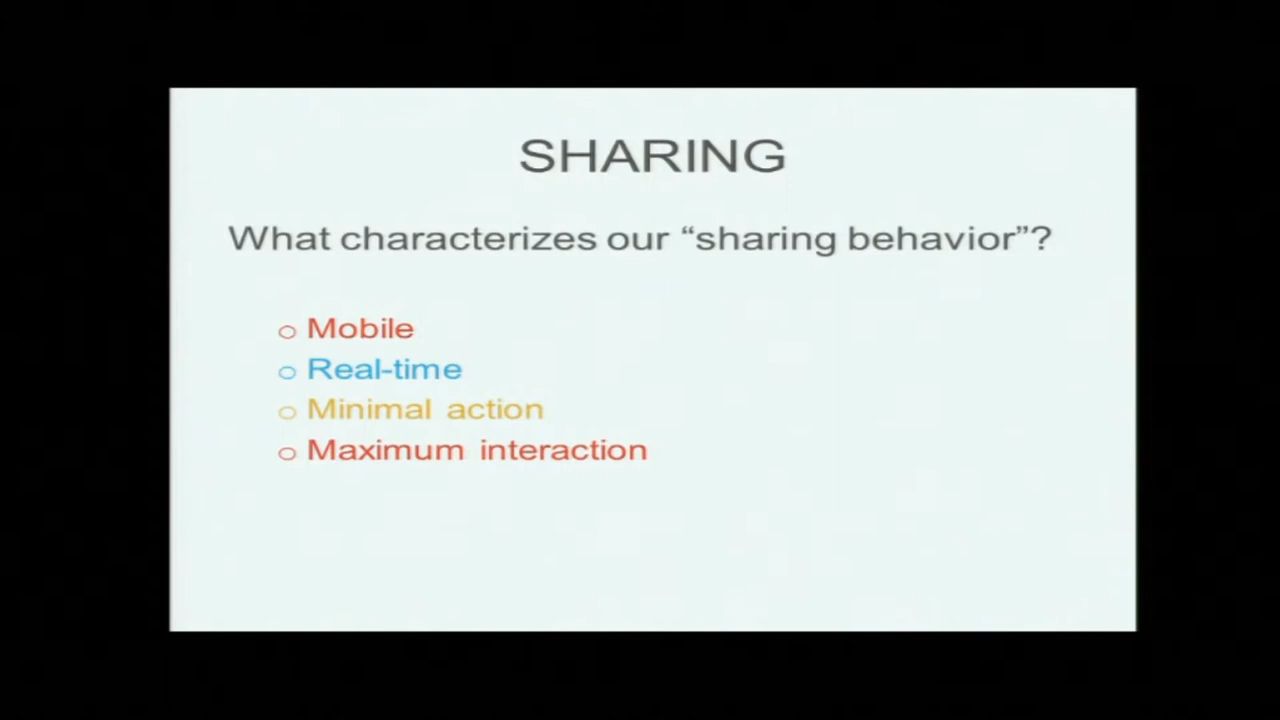 SHARING
What characterizes our “sharing behavior”?
o Mobile
o Real-time
o Minimal action
o Maximum interaction